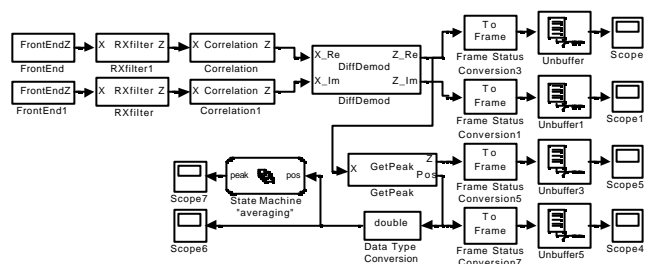 FrontEndZ X RXfilter Z X Correlation Z X_Re Z_Re To Frame
FrontEnd RXfilter1 Correlation DiffDemod Frame Status Conversion3 Unbuffer Scope
FrontEndZ X RXfilter Z X Correlation Z X_Im Z_Im To Frame
FrontEnd1 RXfilter Correlation1 DiffDemod Frame Status Conversion1 Unbuffer1 Scope1
peak pos X GetPeak Z Pos To Frame
Scope7 State Machine "averaging" GetPeak Frame Status Conversion5 Unbuffer3 Scope5
double To Frame
Scope6 Data Type Conversion Frame Status Conversion7 Unbuffer5 Scope4